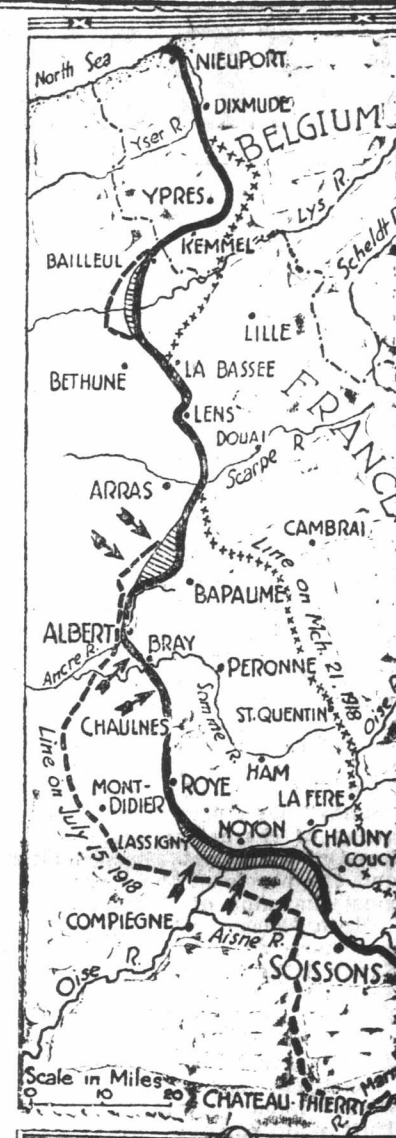 North Sea
NIEUPORT
DIXMUDE
Yser R.
BELGIUM
YPRES
Lys R.
BAILLEUL
KEMMEL
Scheldt
LILLE
BETHUNE
LA BASSEE
LENS
FRANCE
DOUAI
Scarpe R
ARRAS
CAMBRAI
Line on Mch. 21 1918
BAPAUME
ALBERT
BRAY
Ancre R.
PERONNE
Somme R.
CHAULNES
ST. QUENTIN
Oise R.
HAM
Line on July 15-1918
MONT-
DIDIER
ROYE
LA FERE
LASSIGNY
NOYON
CHAUNY
COUCY
COMPIEGNE
Aisne R.
Oise R.
SOISSONS
Scale in Miles
0 10 20
CHATEAU-THIERRY
Marn
R.